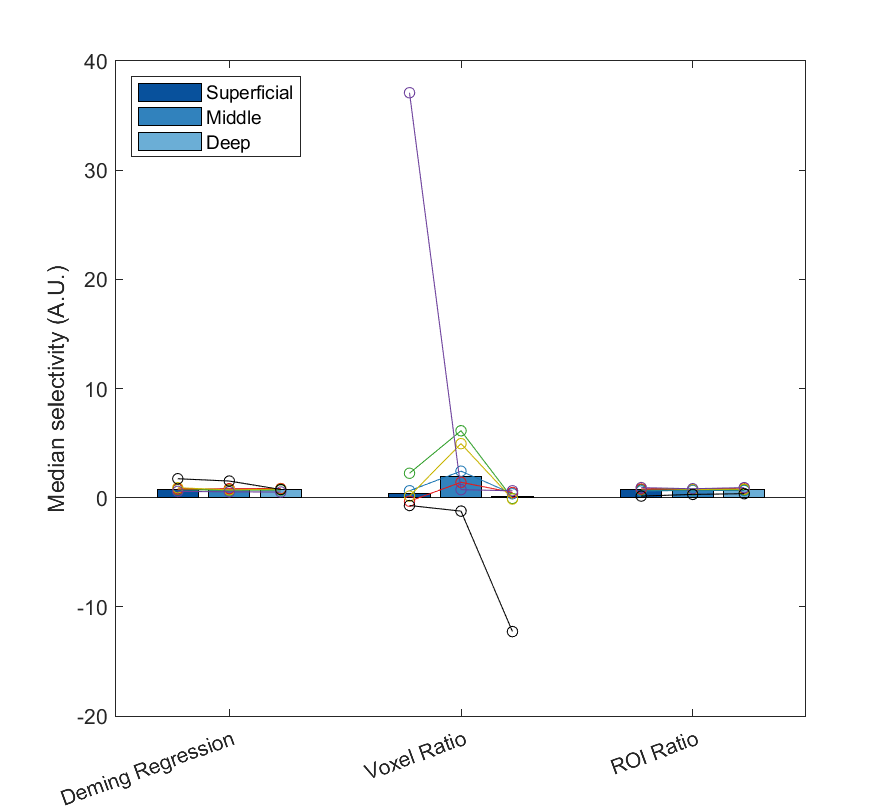 40
30
20
10
0
-10
-20
Median selectivity (A.U.)
Superficial
Middle
Deep
Deming Regression
Voxel Ratio
ROI Ratio